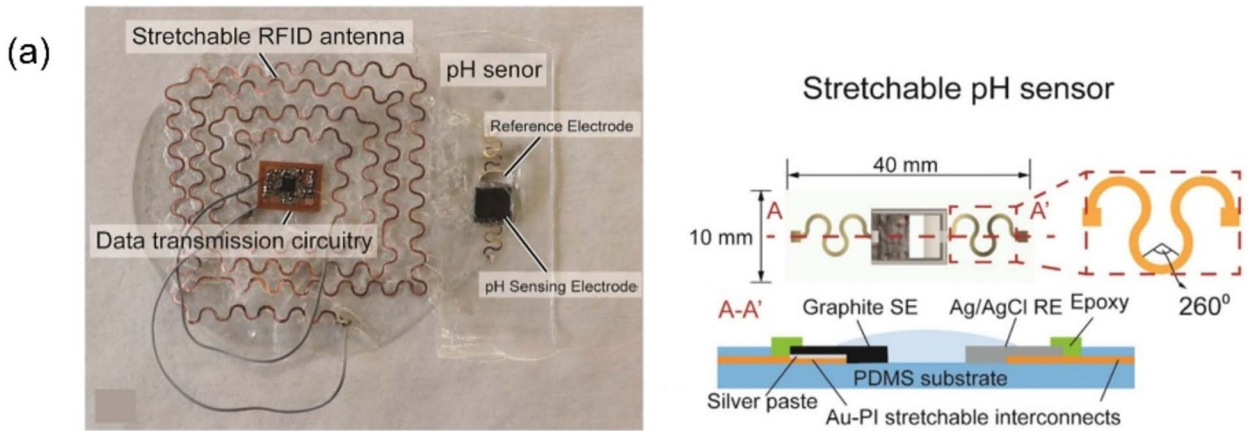 (a)
Stretchable RFID antenna
pH senor
Reference Electrode
Data transmission circuitry
pH Sensing Electrode
Stretchable pH sensor
40 mm
A
A'
10 mm
260⁰
A-A'
Graphite SE
Ag/AgCl RE
Epoxy
PDMS substrate
Silver paste
Au-PI stretchable interconnects